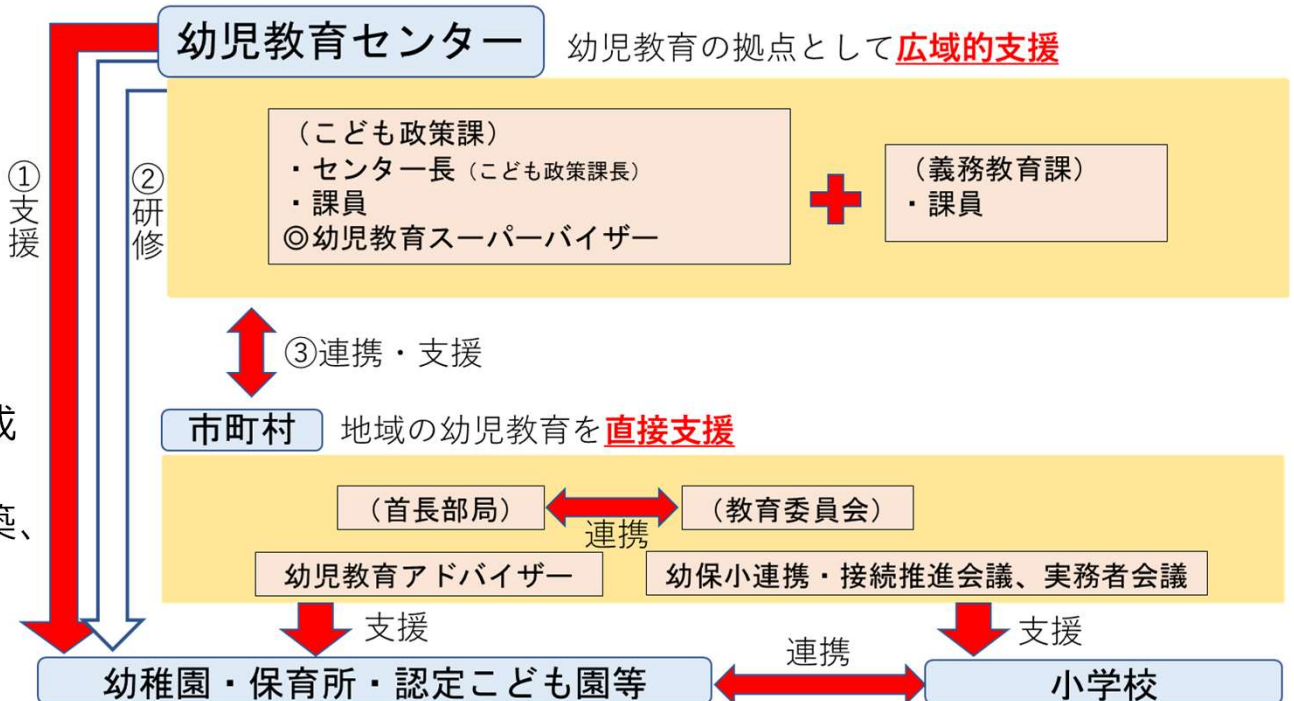 幼児教育センター
幼児教育の拠点として広域的支援
（こども政策課）
・センター長（こども政策課長）
・課員
◎幼児教育スーパーバイザー
（義務教育課）
・課員
①支援
②研修
③連携・支援
成
築、
市町村
地域の幼児教育を直接支援
（首長部局）
連携
（教育委員会）
幼児教育アドバイザー
幼保小連携・接続推進会議、実務者会議
支援
支援
幼稚園・保育所・認定こども園等
連携
小学校